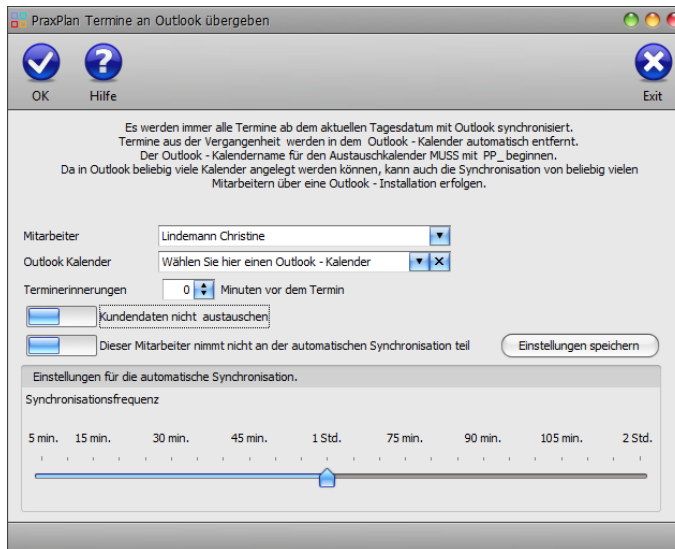 PraxPlan Termine an Outlook übergeben
OK
Hilfe
Exit
Es werden immer alle Termine ab dem aktuellen Tagesdatum mit Outlook synchronisiert.
Termine aus der Vergangenheit werden in dem Outlook - Kalender automatisch entfernt.
Der Outlook - Kalendername für den Austauschkalender MUSS mit PP_ beginnen.
Da in Outlook beliebig viele Kalender angelegt werden können, kann auch die Synchronisation von beliebig vielen
Mitarbeitern über eine Outlook - Installation erfolgen.
Mitarbeiter Lindemann Christine
Outlook Kalender Wählen Sie hier einen Outlook - Kalender
Terminerinnerungen 0 Minuten vor dem Termin
Kundendaten nicht austauschen
Dieser Mitarbeiter nimmt nicht an der automatischen Synchronisation teil Einstellungen speichern
Einstellungen für die automatische Synchronisation.
Synchronisationsfrequenz
5 min. 15 min. 30 min. 45 min. 1 Std. 75 min. 90 min. 105 min. 2 Std.